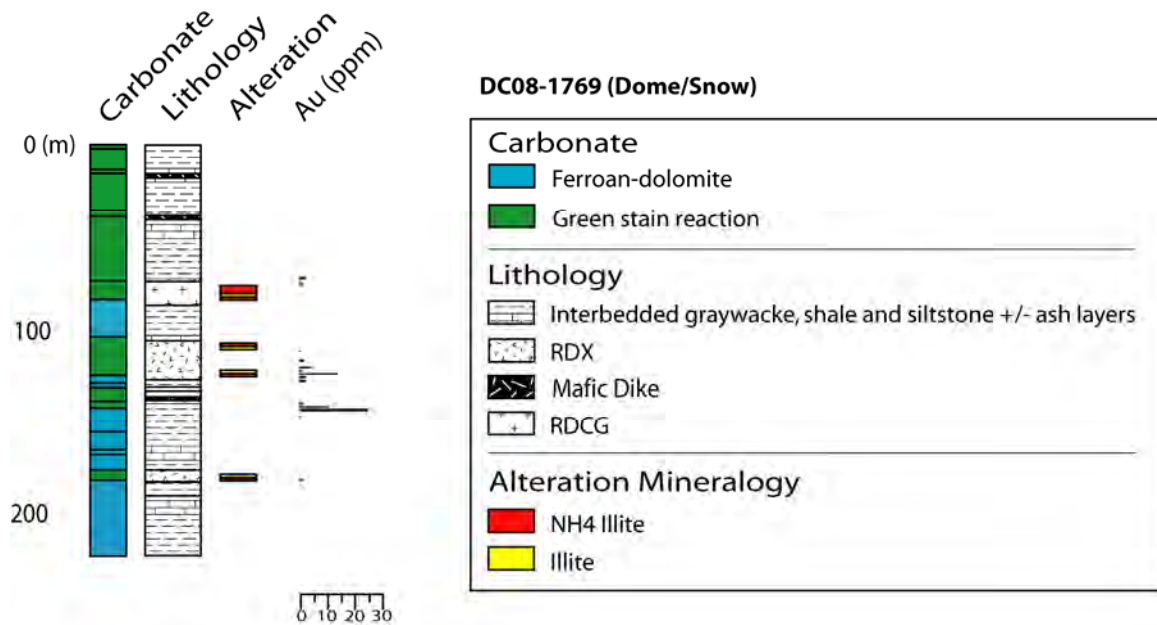 Carbonate
Lithology
Alteration
Au (ppm)
0 (m)
100
200
0 10 20 30
DC08-1769 (Dome/Snow)
Carbonate
Ferroan-dolomite
Green stain reaction
Lithology
Interbedded graywacke, shale and siltstone +/- ash layers
RDX
Mafic Dike
RDCG
Alteration Mineralogy
NH4 Illite
Illite